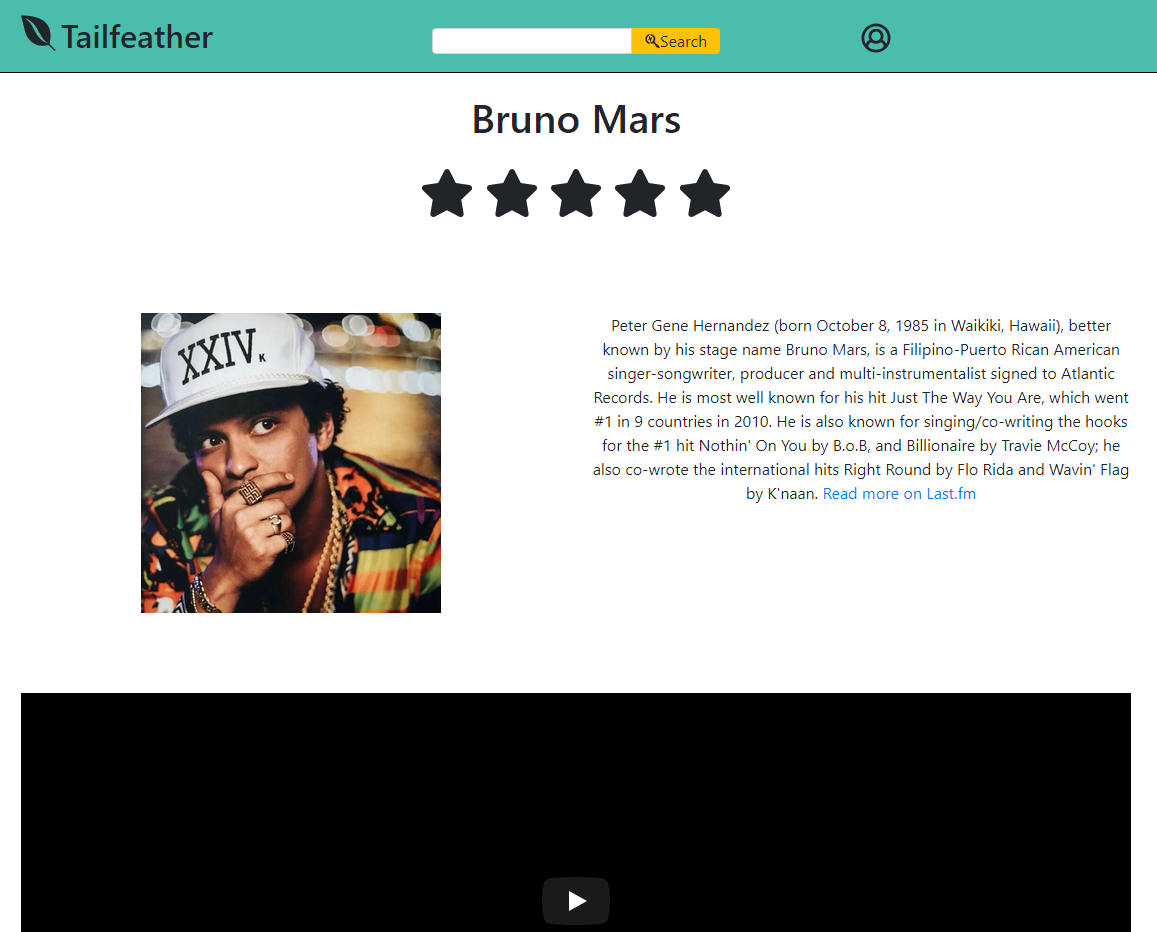 Tailfeather
Search
Bruno Mars
XXIV K
Peter Gene Hernandez (born October 8, 1985 in Waikiki, Hawaii), better
known by his stage name Bruno Mars, is a Filipino-Puerto Rican American
singer-songwriter, producer and multi-instrumentalist signed to Atlantic
Records. He is most well known for his hit Just The Way You Are, which went
#1 in 9 countries in 2010. He is also known for singing/co-writing the hooks
for the #1 hit Nothin' On You by B.o.B, and Billionaire by Travie McCoy; he
also co-wrote the international hits Right Round by Flo Rida and Wavin' Flag
by K'naan. Read more on Last.fm